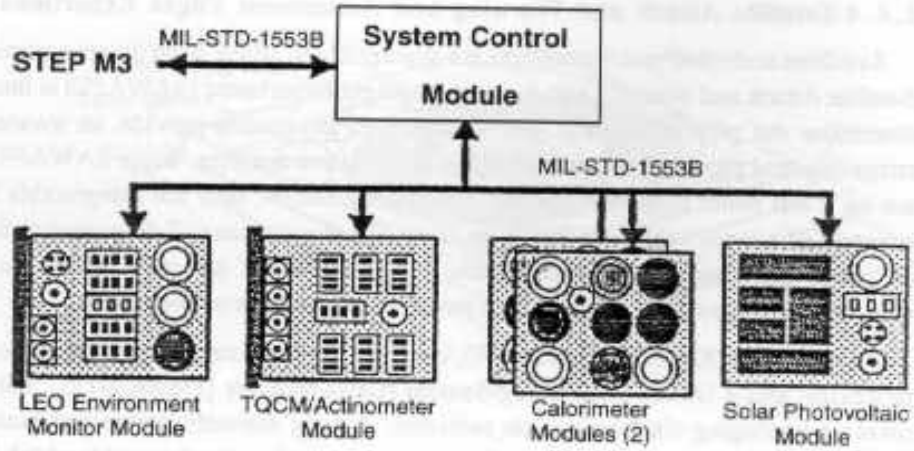 MIL-STD-1553B
STEP M3
System Control
Module
MIL-STD-1553B
LEO Environment
Monitor Module
TQCM/Actinometer
Module
Calorimeter
Modules (2)
Solar Photovoltaic
Module